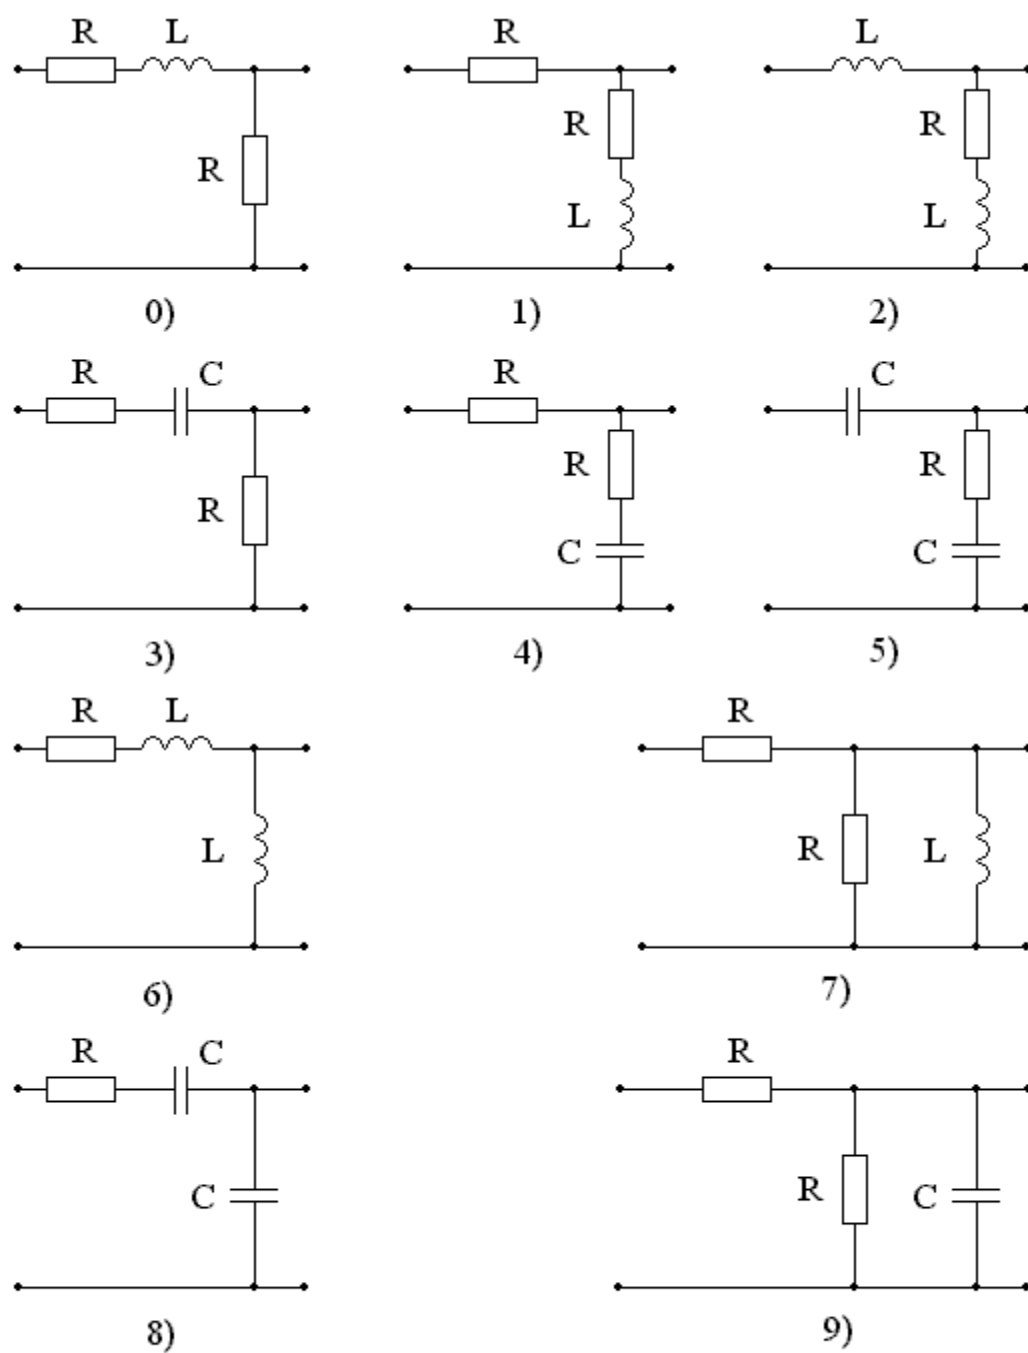 R L R
R R L
L R L
0) 1) 2)
R C R
R R C
C R C
3) 4) 5)
R L L
R R L
6) 7)
R C C
R R C
8) 9)